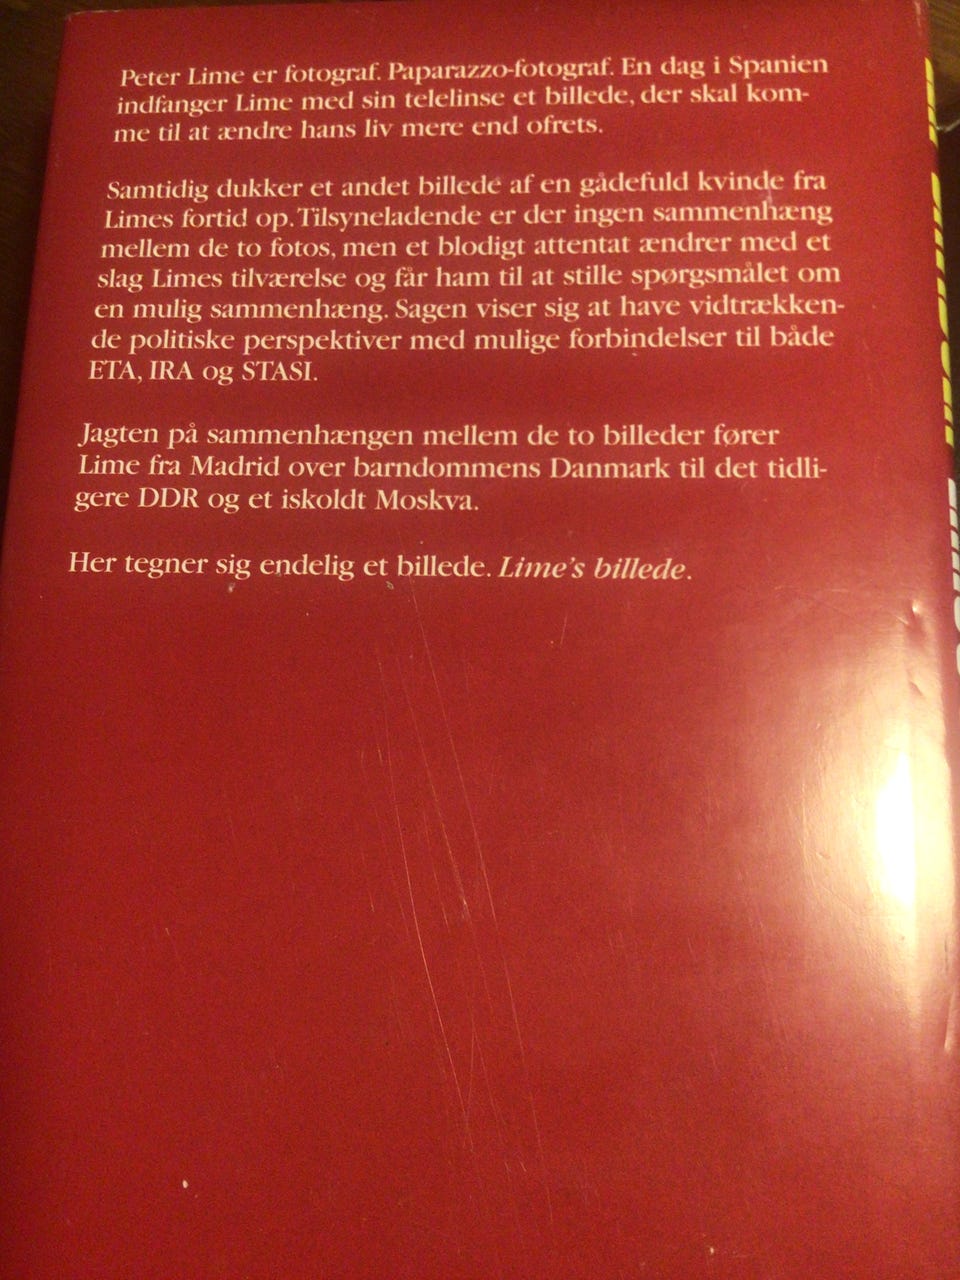 Peter Lime er fotograf. Paparazzo-fotograf. En dag i Spanien
indfanger Lime med sin telelinse et billede, der skal kom-
me til at ændre hans liv mere end ofrets.
Samtidig dukker et andet billede af en gådefuld kvinde fra
Limes fortid op. Tilsyneladende er der ingen sammenhæng
mellem de to fotos, men et blodigt attentat ændrer med et
slag Limes tilværelse og får ham til at stille spørgsmålet om
en mulig sammenhæng. Sagen viser sig at have vidtrækken-
de politiske perspektiver med mulige forbindelser til både
ETA, IRA og STASI.
Jagten på sammenhængen mellem de to billeder fører
Lime fra Madrid over barndommens Danmark til det tidli-
gere DDR og et iskoldt Moskva.
Her tegner sig endelig et billede. Lime's billede.